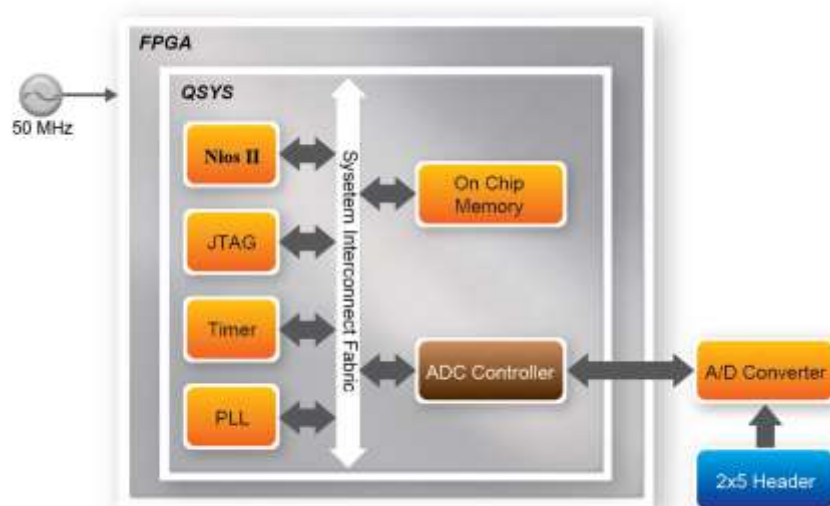 FPGA
QSYS
50 MHz
Nios II
JTAG
Timer
PLL
Sysetem Interconnect Fabric
On Chip
Memory
ADC Controller
A/D Converter
2x5 Header